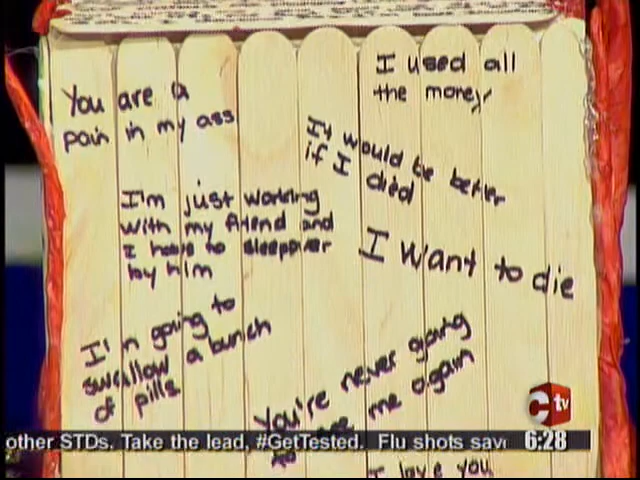 I used all
the money
You are a
pain in my ass
It would be better
if I
died
I'm just working
with my friend and
I have to sleepover
by him
I want to die
I'm going to
swallow a bunch
of pills
You're never going
me again
I love you
C tv
other STDs. Take the lead, #GetTested. Flu shots save
6:28